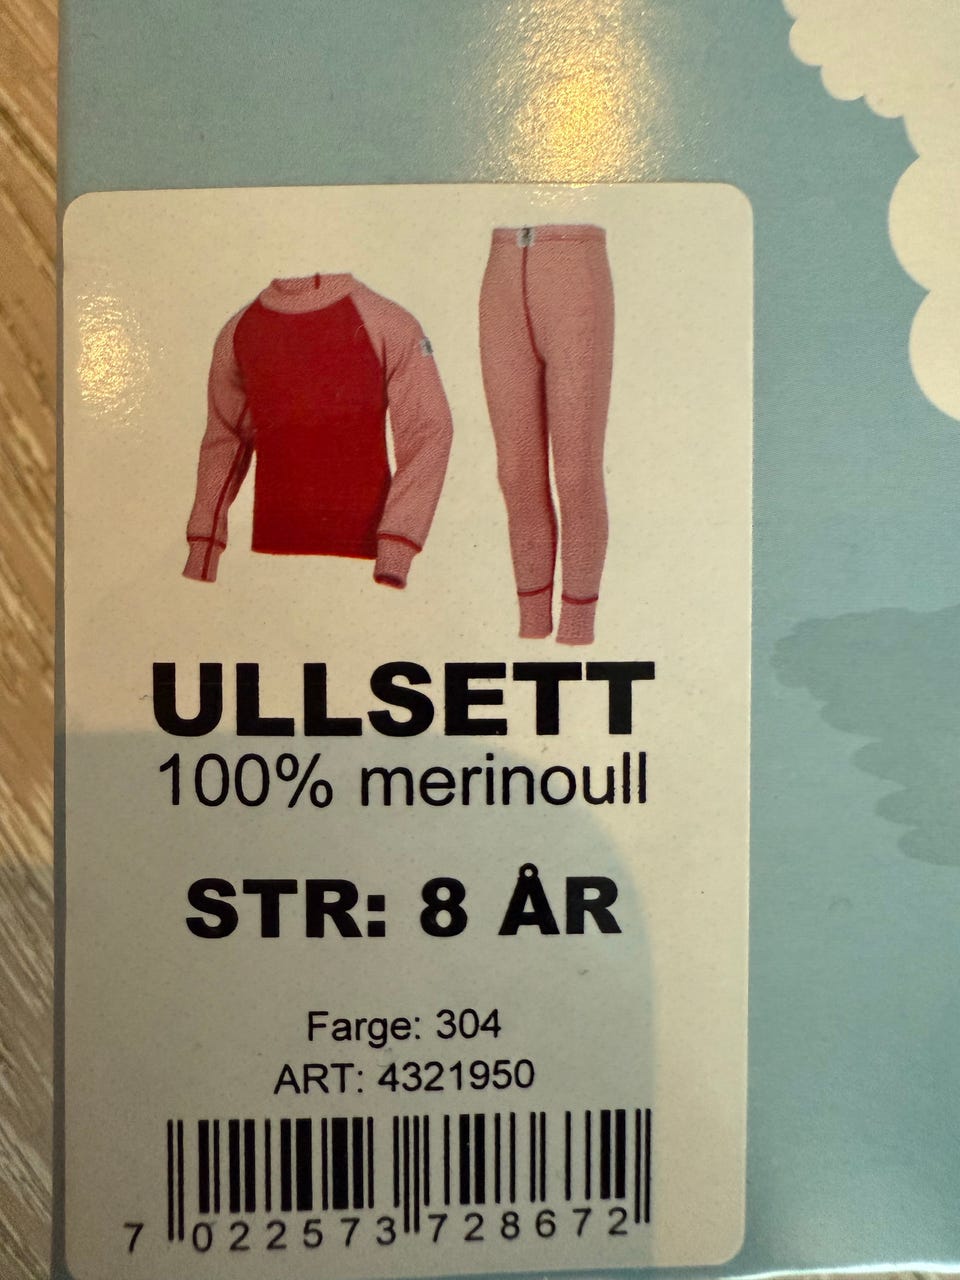 ULLSETT
100% merinoull
STR: 8 ÅR
Farge: 304
ART: 4321950
7 022573 728672